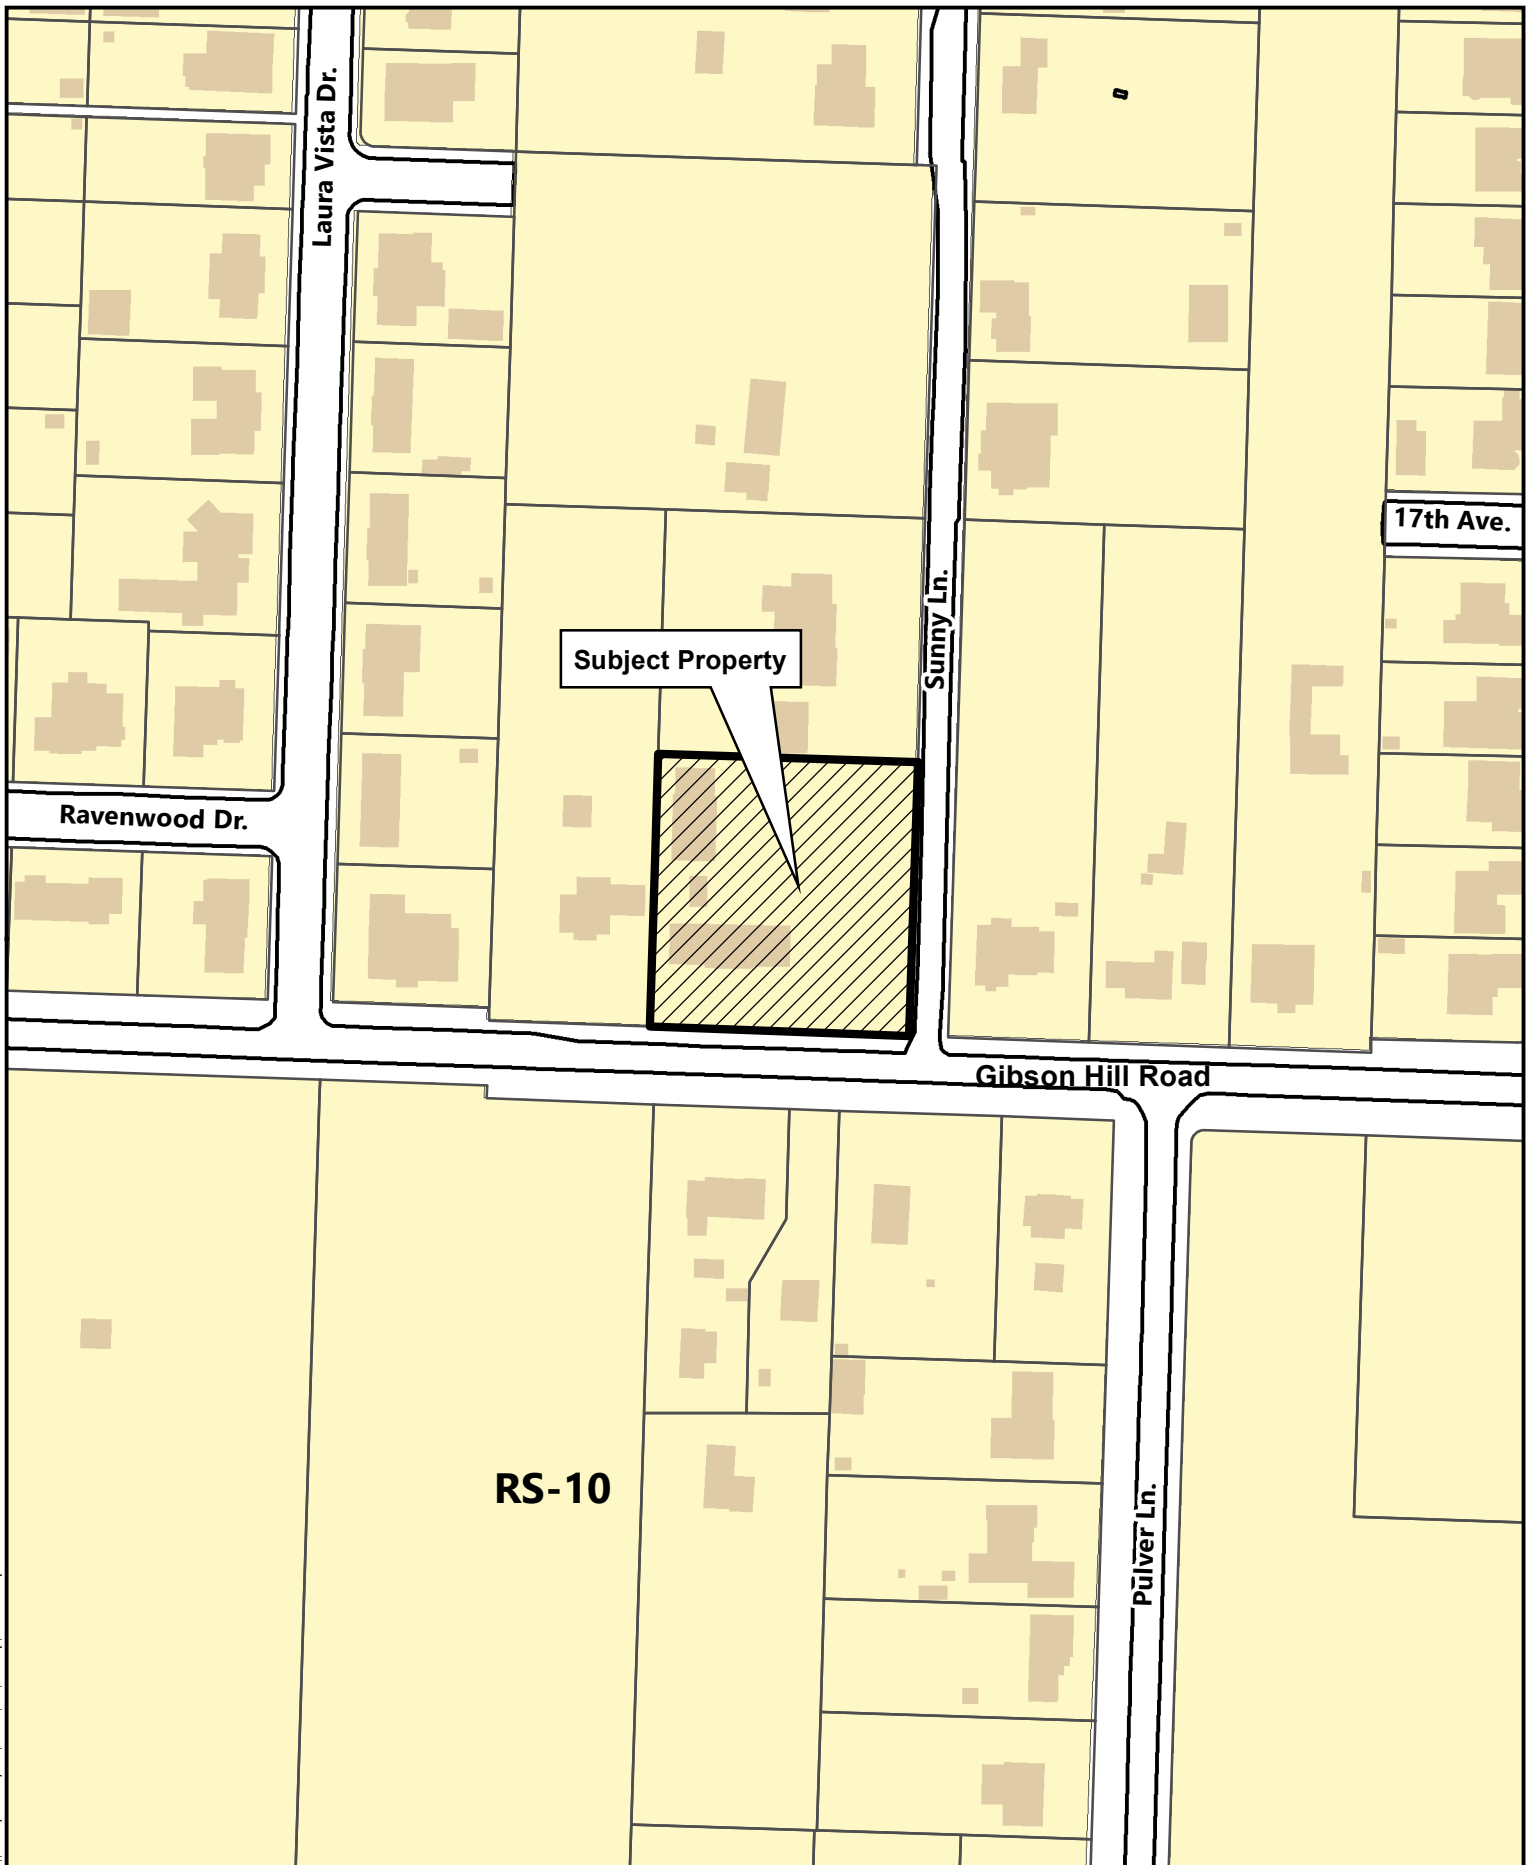 Laura Vista Dr.
17th Ave.
Sunny Ln.
Subject Property
Ravenwood Dr.
Gibson Hill Road
RS-10
Pulver Ln.